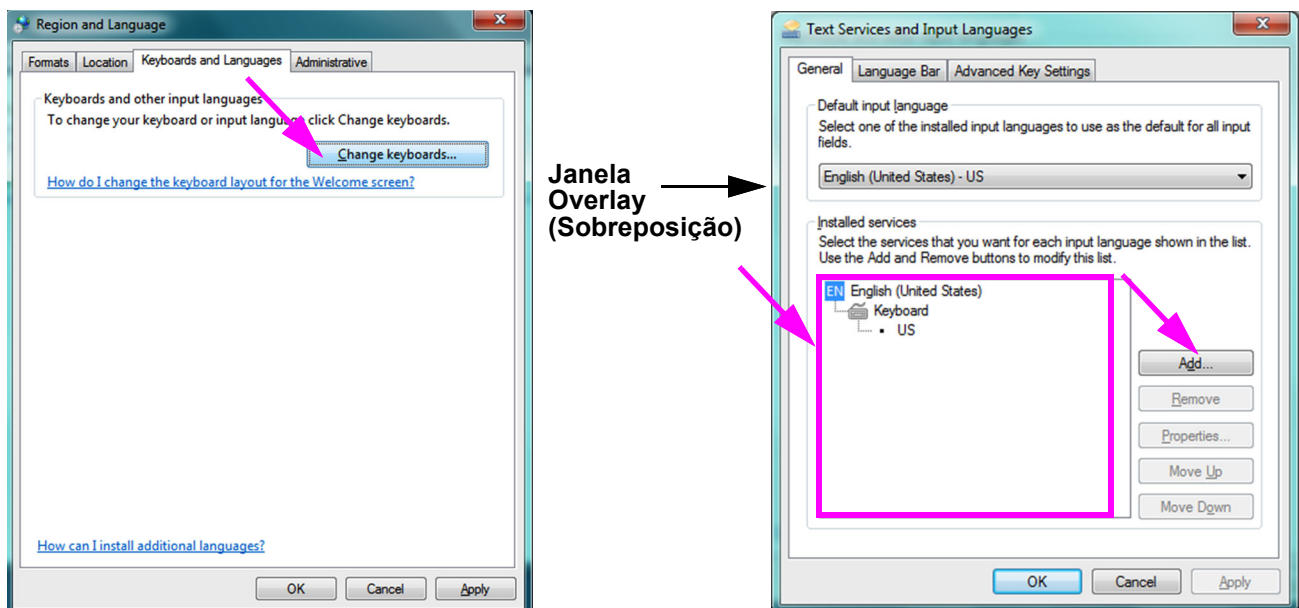 Region and Language
Formats Location Keyboards and Languages Administrative
Keyboards and other input languages
To change your keyboard or input language click Change keyboards.
Change keyboards...
How do I change the keyboard layout for the Welcome screen?
How can I install additional languages?
OK Cancel Apply
Janela
Overlay
(Sobreposição)
Text Services and Input Languages
General Language Bar Advanced Key Settings
Default input language
Select one of the installed input languages to use as the default for all input
fields.
English (United States) - US
Installed services
Select the services that you want for each input language shown in the list.
Use the Add and Remove buttons to modify this list.
EN English (United States)
Keyboard
US
Add...
Remove
Properties...
Move Up
Move Down
OK Cancel Apply